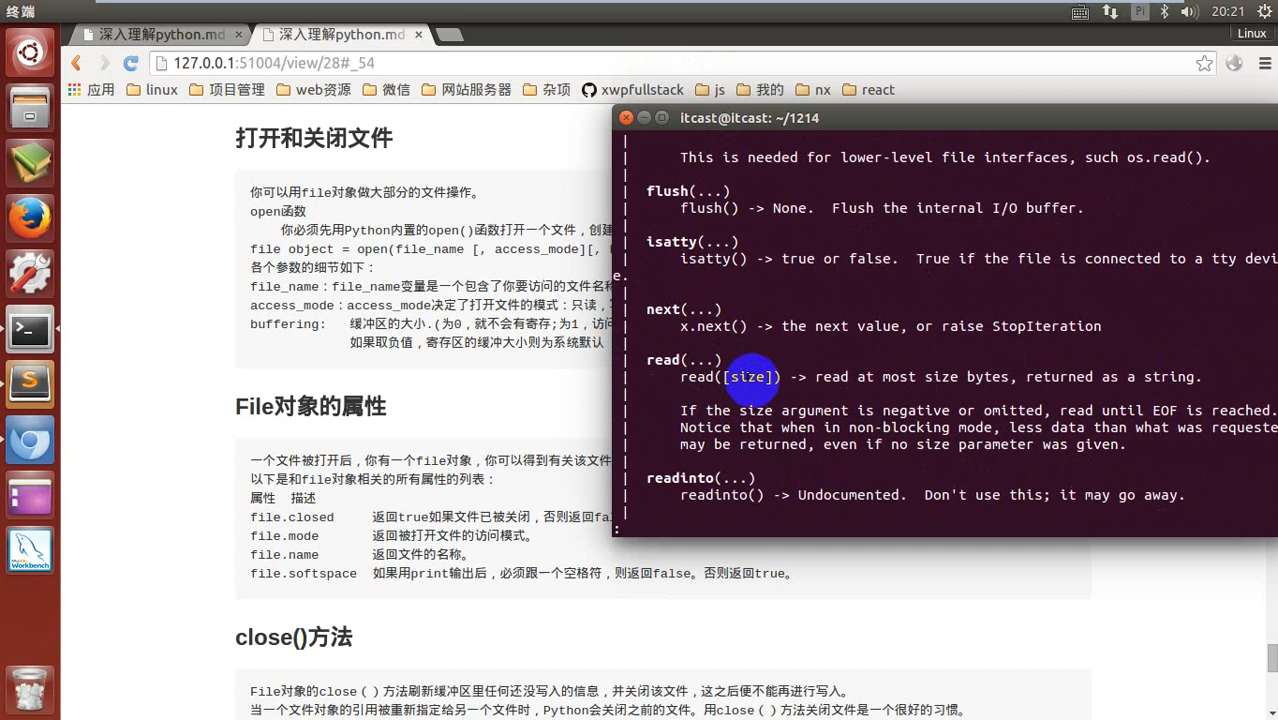 终端
Pi
20:21
深入理解python.md ×
深入理解python.md ×
Linux
127.0.0.1:51004/view/28#_54
应用 linux 项目管理 web资源 微信 网站服务器 杂项 xwpfullstack js 我的 nx react
打开和关闭文件
你可以用file对象做大部分的文件操作。
open函数
你必须先用Python内置的open()函数打开一个文件，创建
file object = open(file_name [, access_mode][,
各个参数的细节如下：
file_name：file_name变量是一个包含了你要访问的文件名称
access_mode：access_mode决定了打开文件的模式：只读，
buffering: 缓冲区的大小.(为0，就不会有寄存;为1，访问
如果取负值，寄存区的缓冲大小则为系统默认
File对象的属性
一个文件被打开后，你有一个file对象，你可以得到有关该文件
以下是和file对象相关的所有属性的列表：
属性 描述
file.closed 返回true如果文件已被关闭，否则返回fal
file.mode 返回被打开文件的访问模式。
file.name 返回文件的名称。
file.softspace 如果用print输出后，必须跟一个空格符，则返回false。否则返回true。
close()方法
File对象的close（）方法刷新缓冲区里任何还没写入的信息，并关闭该文件，这之后便不能再进行写入。
当一个文件对象的引用被重新指定给另一个文件时，Python会关闭之前的文件。用close（）方法关闭文件是一个很好的习惯。
itcast@itcast: ~/1214
|
| This is needed for lower-level file interfaces, such os.read().
|
| flush(...)
| flush() -> None.  Flush the internal I/O buffer.
|
| isatty(...)
| isatty() -> true or false.  True if the file is connected to a tty devi
e.
|
| next(...)
| x.next() -> the next value, or raise StopIteration
|
| read(...)
| read([size]) -> read at most size bytes, returned as a string.
|
| If the size argument is negative or omitted, read until EOF is reached.
| Notice that when in non-blocking mode, less data than what was requeste
| may be returned, even if no size parameter was given.
|
| readinto(...)
| readinto() -> Undocumented.  Don't use this; it may go away.
|
:
MySQL
Workbench